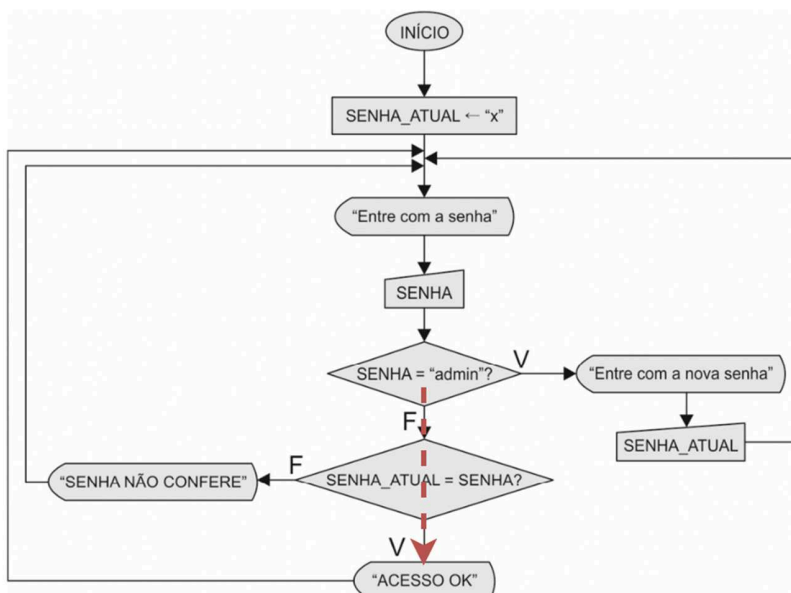 INÍCIO
SENHA_ATUAL ← “x”
“Entre com a senha”
SENHA
SENHA = “admin”?
V
“Entre com a nova senha”
F
SENHA_ATUAL
SENHA_ATUAL = SENHA?
F
“SENHA NÃO CONFERE”
V
“ACESSO OK”